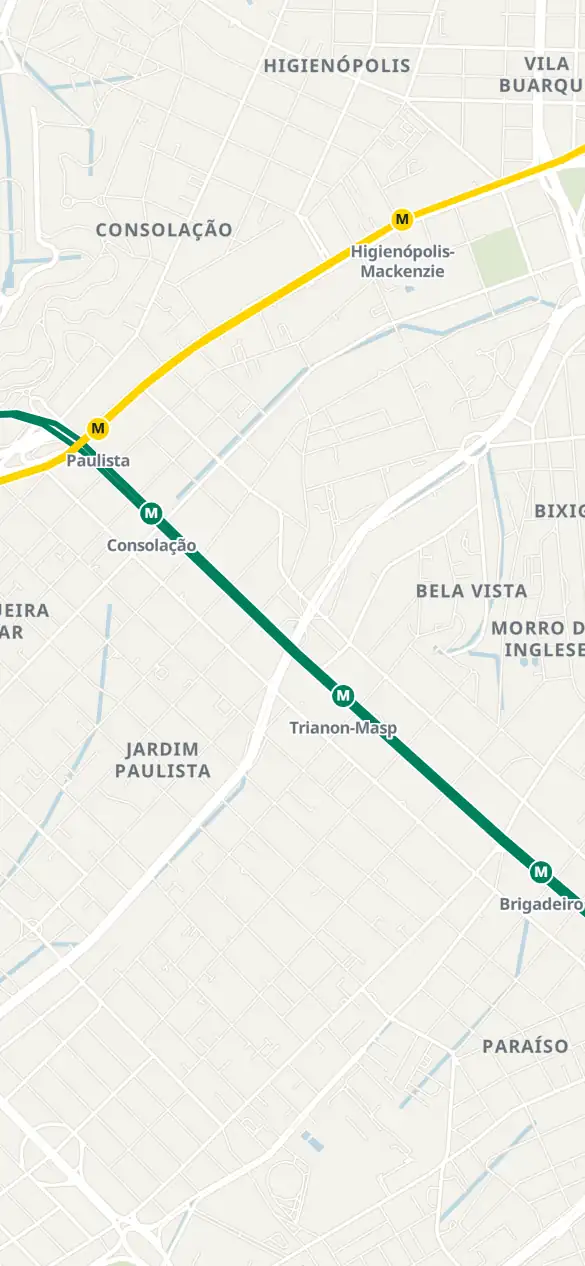 HIGIENÓPOLIS
VILA
BUARQU
CONSOLAÇÃO
M
Higienópolis-
Mackenzie
M
Paulista
M
Consolação
BIXIG
BELA VISTA
UEIRA
AR
MORRO D
INGLESE
M
Trianon-Masp
JARDIM
PAULISTA
M
Brigadeiro
PARAÍSO